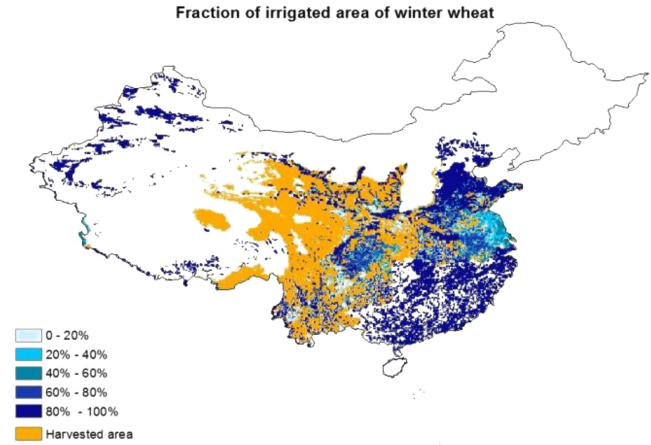 Fraction of irrigated area of winter wheat
0 - 20%
20% - 40%
40% - 60%
60% - 80%
80% - 100%
Harvested area